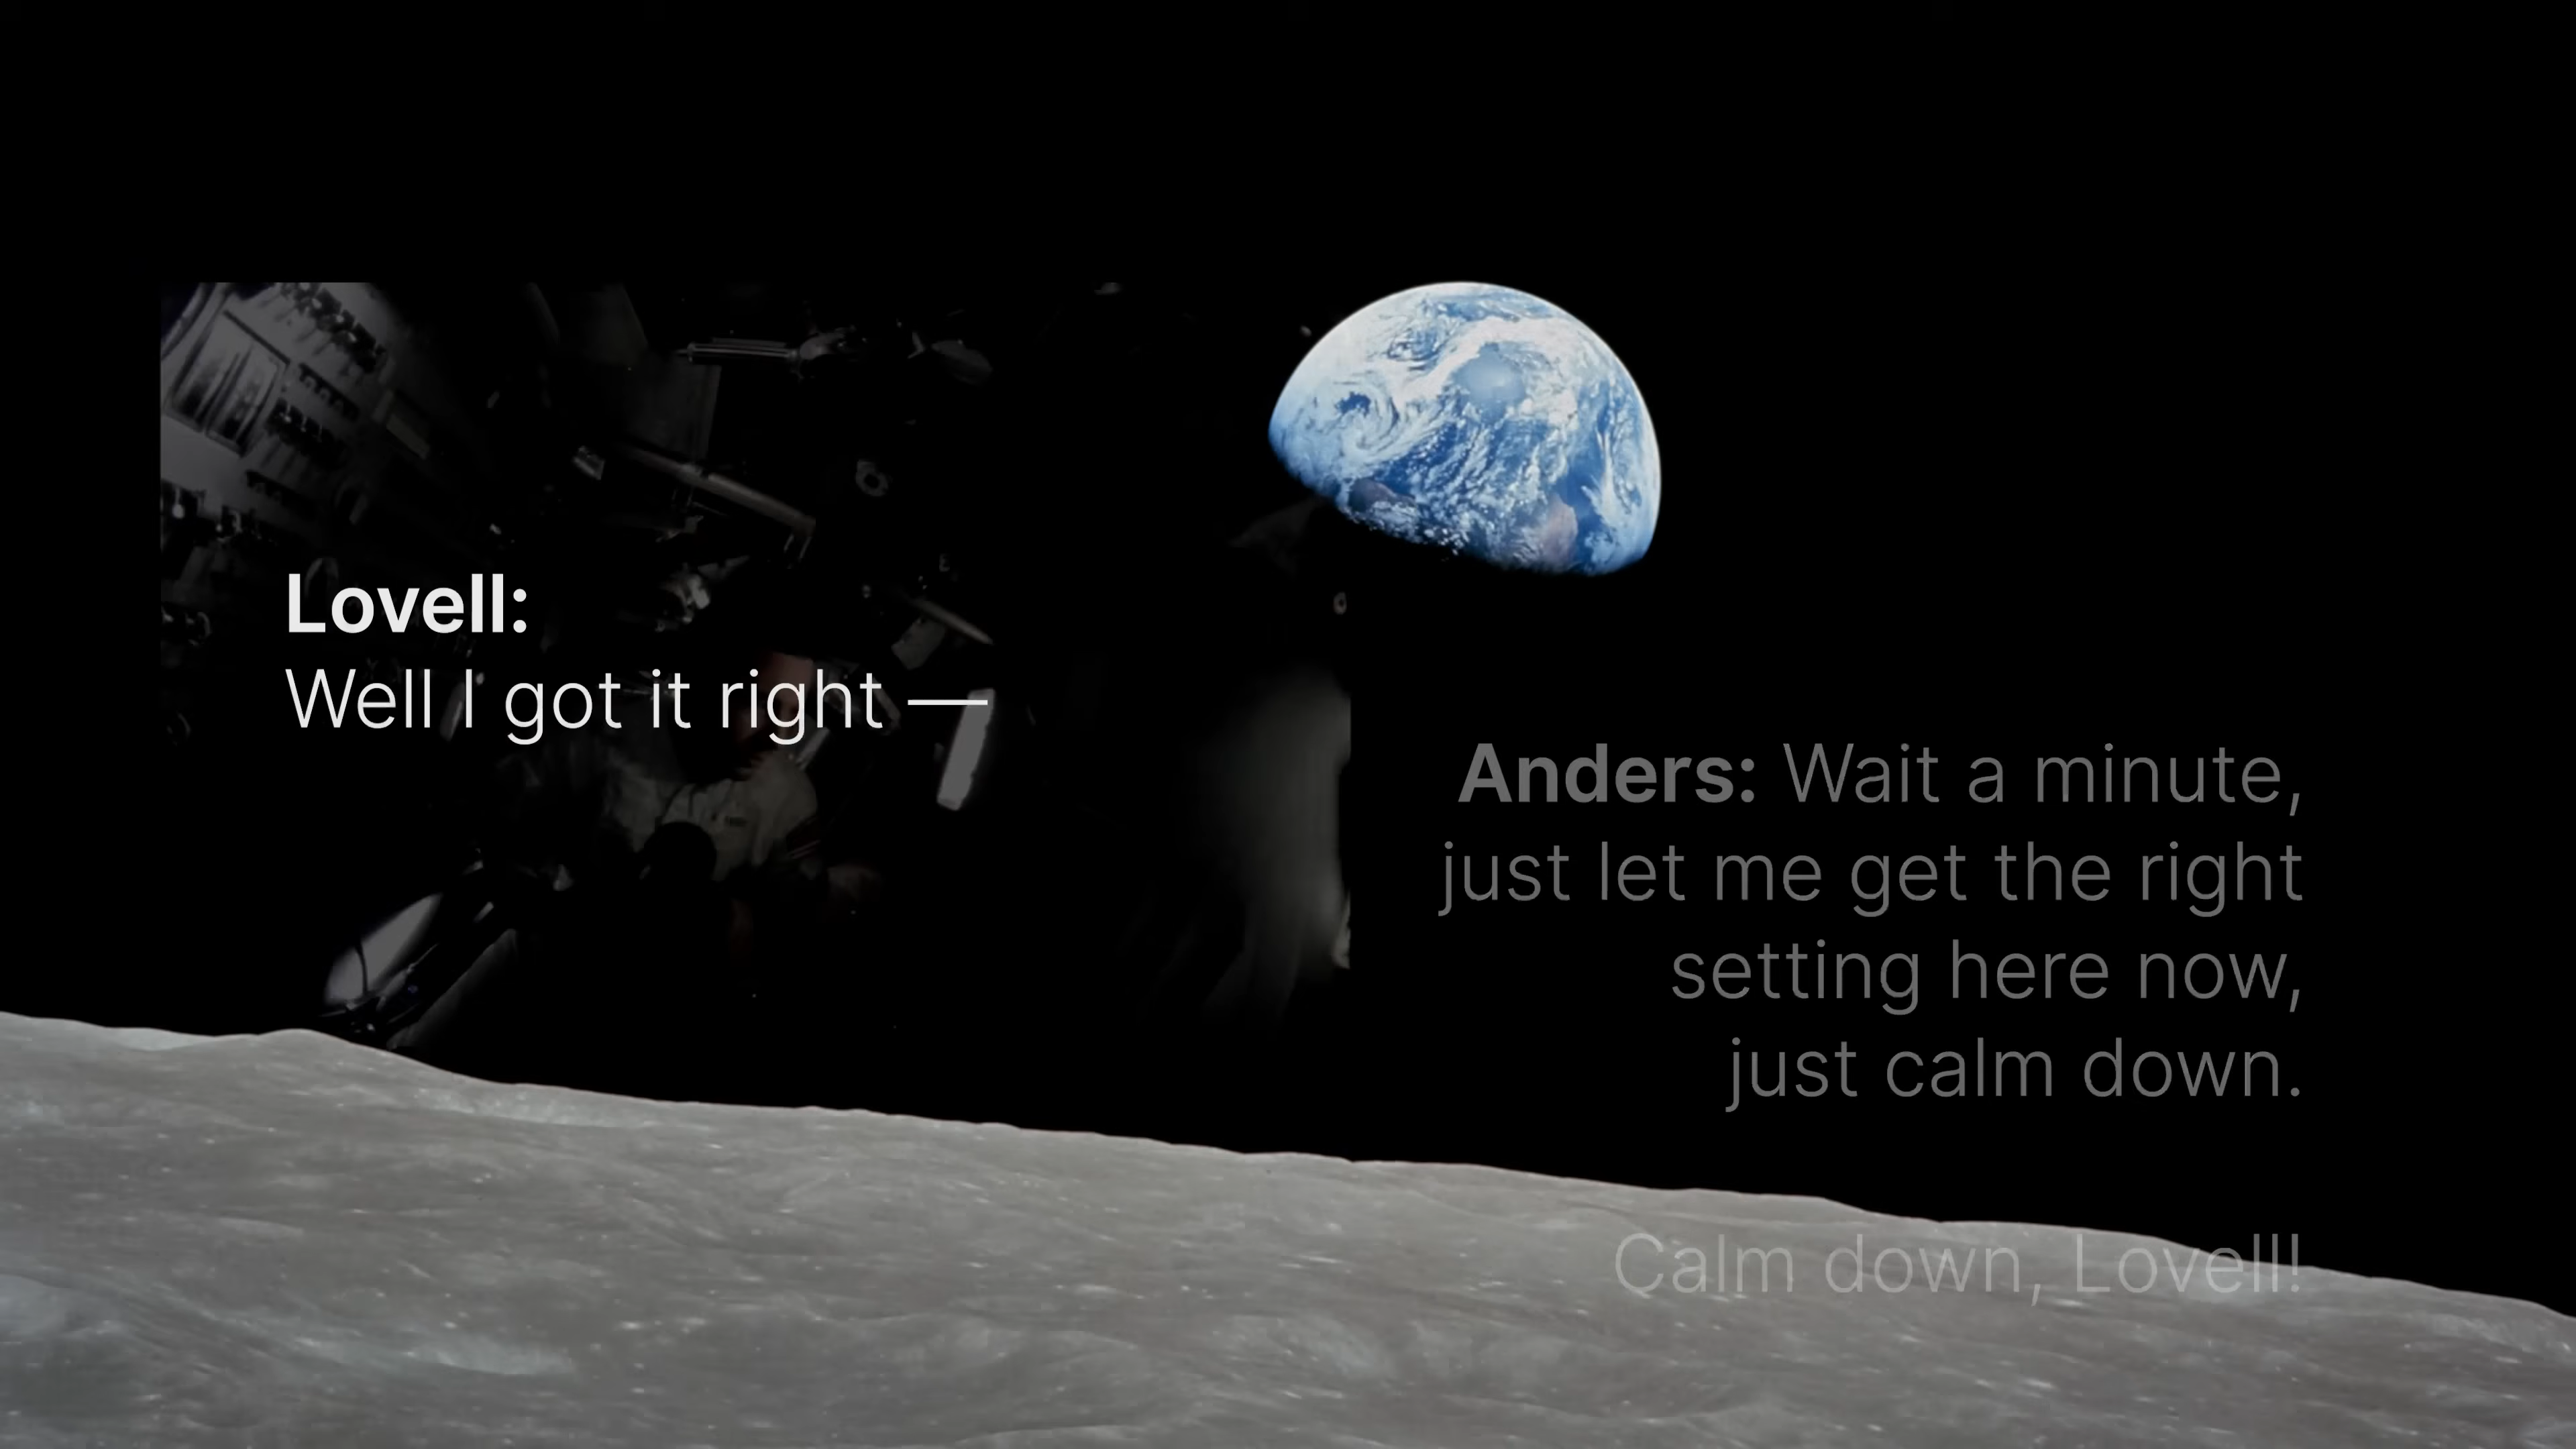 Lovell:
Well I got it right —
Anders: Wait a minute,
just let me get the right
setting here now,
just calm down.
Calm down, Lovell!